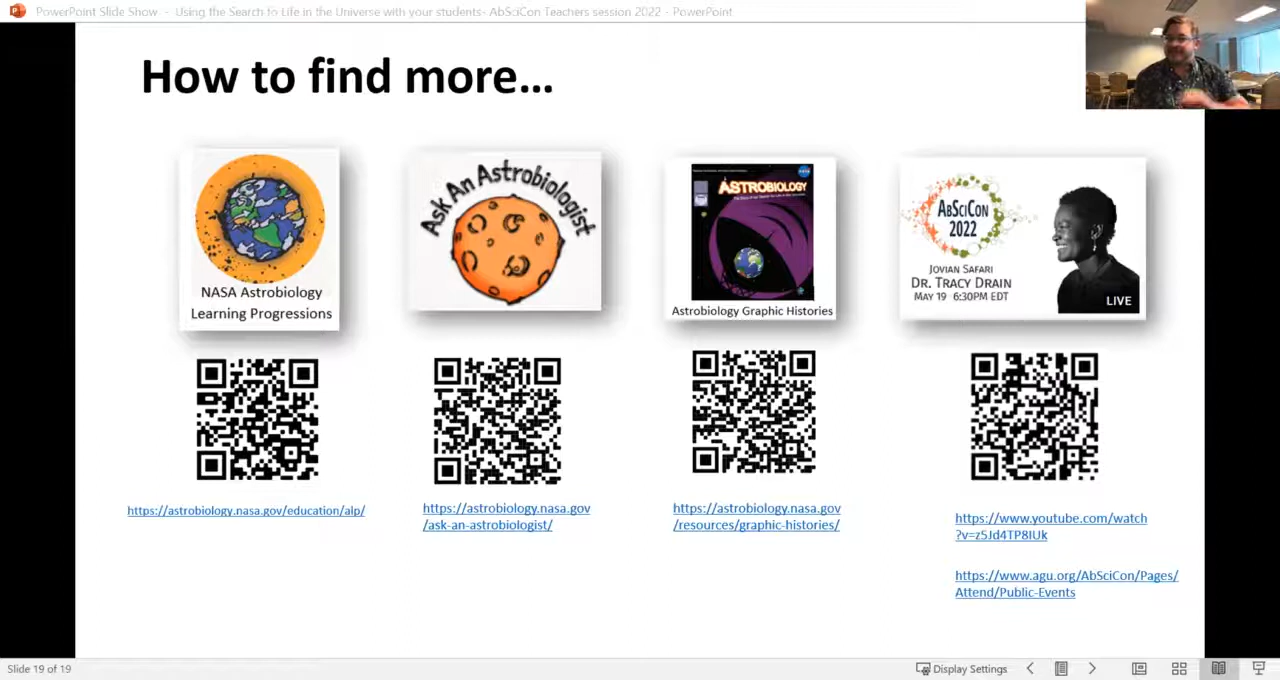 PowerPoint Slide Show - Using the Search to Life in the Universe with your students- AbSciCon Teachers session 2022 - PowerPoint
How to find more...
NASA Astrobiology
Learning Progressions
https://astrobiology.nasa.gov/education/alp/
Ask An Astrobiologist
https://astrobiology.nasa.gov
/ask-an-astrobiologist/
ASTROBIOLOGY
Astrobiology Graphic Histories
https://astrobiology.nasa.gov
/resources/graphic-histories/
AbSciCon
2022
Jovian Safari
Dr. Tracy Drain
May 19 6:30PM EDT
LIVE
https://www.youtube.com/watch
?v=z5Jd4TP8IUk
https://www.agu.org/AbSciCon/Pages/
Attend/Public-Events
Slide 19 of 19
Display Settings